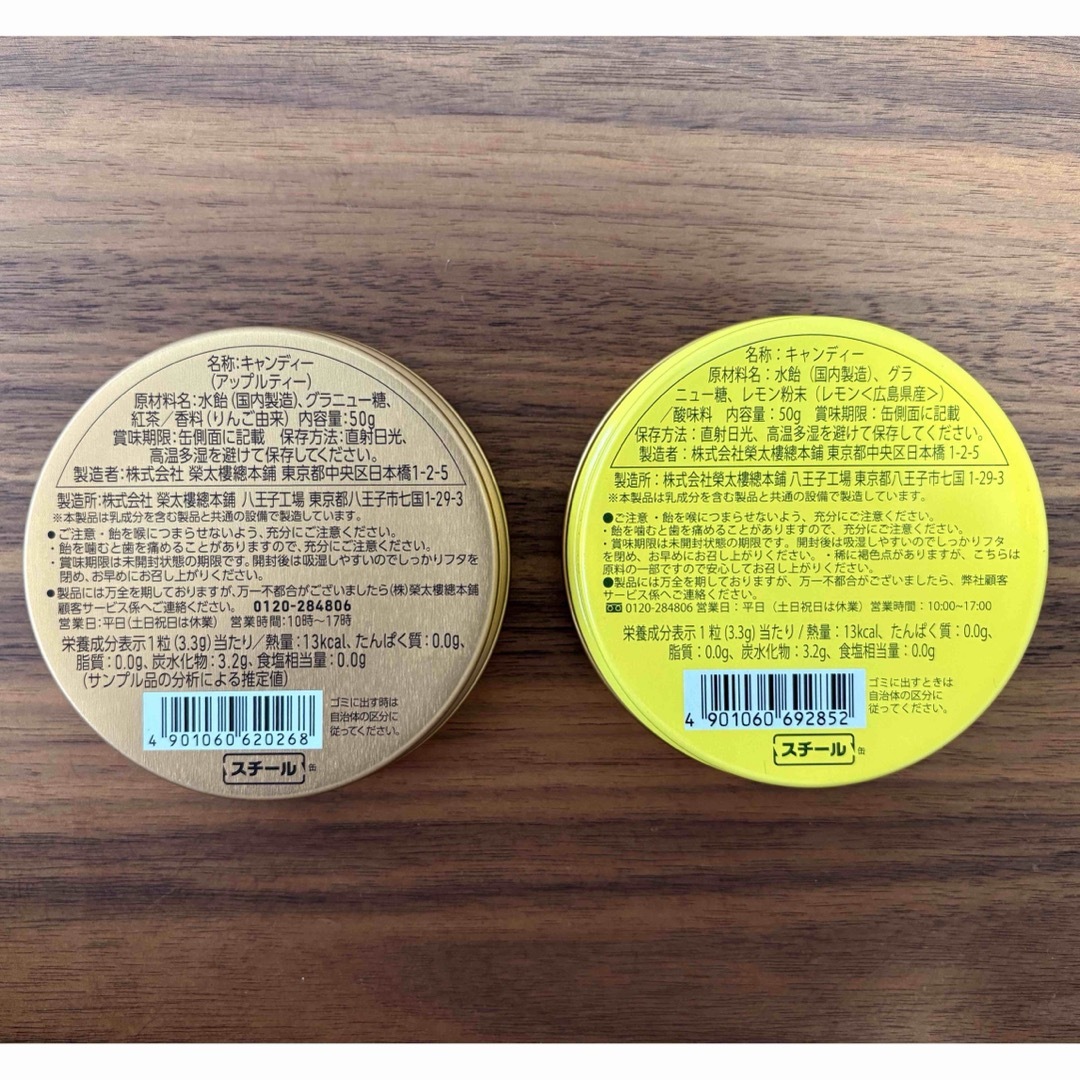 名称：キャンディー
（アップルティー）
原材料名：水飴（国内製造）、グラニュー糖、
紅茶／香料（りんご由来）内容量：50g
賞味期限：缶側面に記載　保存方法：直射日光、
高温多湿を避けて保存してください。
製造者：株式会社 榮太樓總本鋪 東京都中央区日本橋1-2-5
製造所：株式会社 榮太樓總本鋪 八王子工場 東京都八王子市七国1-29-3
※本製品は乳成分を含む製品と共通の設備で製造しています。
●ご注意・飴を喉につまらせないよう、充分にご注意ください。
・飴を噛むと歯を痛めることがありますので、充分にご注意ください。
・賞味期限は未開封状態の期限です。開封後は吸湿しやすいのでしっかりフタを
閉め、お早めにお召し上がりください。
●製品には万全を期しておりますが、万一不都合がございましたら（株）榮太樓總本鋪
顧客サービス係へご連絡ください。 0120-284806
営業日：平日（土日祝日は休業） 営業時間：10時〜17時
栄養成分表示1粒（3.3g）当たり／熱量：13kcal、たんぱく質：0.0g、
脂質：0.0g、炭水化物：3.2g、食塩相当量：0.0g
（サンプル品の分析による推定値）
4 901060 620268
ゴミに出す時は
自治体の区分に
従ってください。
スチール 缶
名称：キャンディー
原材料名：水飴（国内製造）、グラ
ニュー糖、レモン粉末（レモン＜広島県産＞）
／酸味料　内容量：50g　賞味期限：缶側面に記載
保存方法：直射日光、高温多湿を避けて保存してください。
製造者：株式会社榮太樓總本鋪 東京都中央区日本橋1-2-5
製造所：株式会社榮太樓總本鋪 八王子工場 東京都八王子市七国 1-29-3
※本製品は乳成分を含む製品と共通の設備で製造しています。
●ご注意 ・飴を喉につまらせないよう、充分にご注意ください。
・飴を噛むと歯を痛めることがありますので、充分にご注意ください。
・賞味期限は未開封状態の期限です。開封後は吸湿しやすいのでしっかりフタ
を閉め、お早めにお召し上がりください。・稀に褐色点がありますが、こちらは
原料の一部ですので安心してお召し上がりください。
●製品には万全を期しておりますが、万一不都合がございましたら、弊社顧客
サービス係へご連絡ください。
0120-284806 営業日：平日（土日祝日は休業）営業時間：10:00〜17:00
栄養成分表示1粒（3.3g）当たり／熱量：13kcal、たんぱく質：0.0g、
脂質：0.0g、炭水化物：3.2g、食塩相当量：0.0g
4 901060 692852
ゴミに出すときは
自治体の区分に
従ってください。
スチール 缶